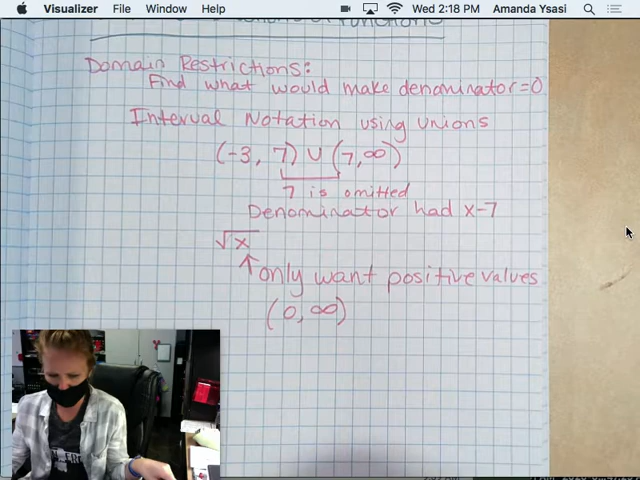 Visualizer File Window Help Wed 2:18 PM Amanda Ysasi
Domain Restrictions:
Find what would make denominator=0
Interval Notation using unions
(-3, 7) ∪ (7, ∞)
7 is omitted
Denominator had x-7
√x
only want positive values
(0, ∞)